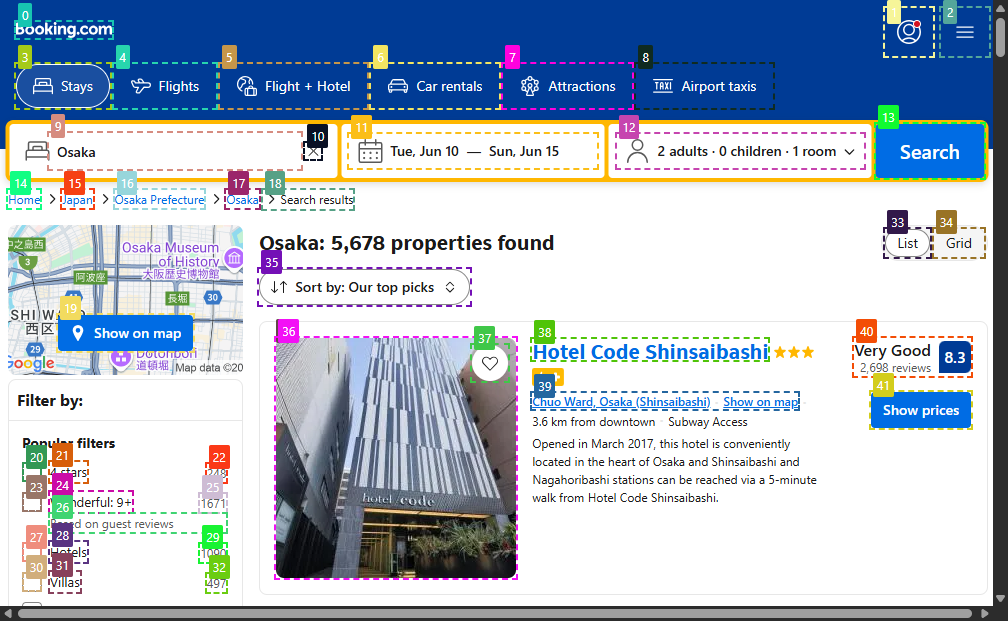 booking.com
Stays
Flights
Flight + Hotel
Car rentals
Attractions
TAXI Airport taxis
Osaka
Tue, Jun 10 — Sun, Jun 15
2 adults · 0 children · 1 room
Search
Home > Japan > Osaka Prefecture > Osaka > Search results
Osaka: 5,678 properties found
List
Grid
Sort by: Our top picks
Osaka Museum of History
大阪歴史博物館
中之島西
阿波座
長堀
西区
Dotonbori
道頓堀
3
30
29
Show on map
Google
Map data ©20
Filter by:
Popular filters
4 stars
248
Wonderful: 9+
1671
Based on guest reviews
Hotels
1090
Villas
497
hotel code
Hotel Code Shinsaibashi
Chuo Ward, Osaka (Shinsaibashi) · Show on map
3.6 km from downtown · Subway Access
Opened in March 2017, this hotel is conveniently
located in the heart of Osaka and Shinsaibashi and
Nagahoribashi stations can be reached via a 5-minute
walk from Hotel Code Shinsaibashi.
Very Good
2,698 reviews
8.3
Show prices
0
1
2
3
4
5
6
7
8
9
10
11
12
13
14
15
16
17
18
19
20
21
22
23
24
25
26
27
28
29
30
31
32
33
34
35
36
37
38
39
40
41